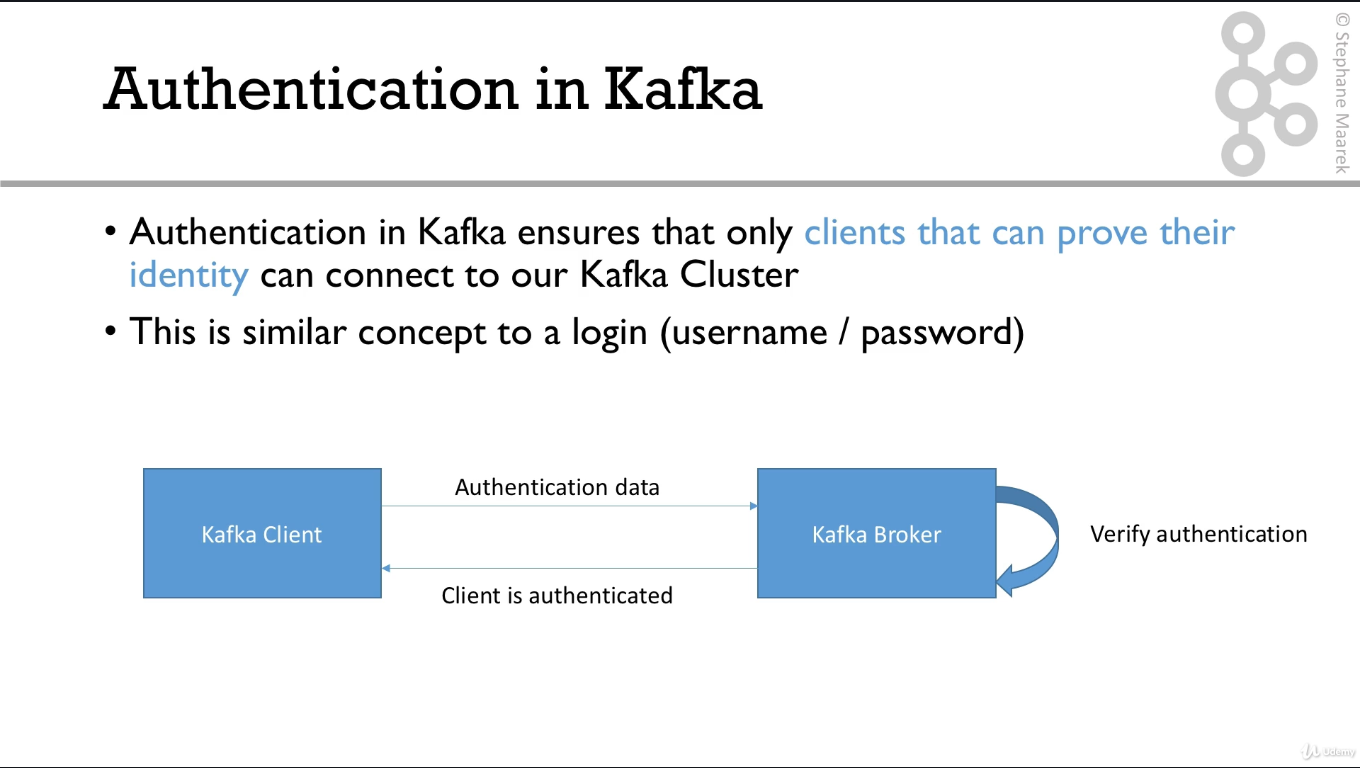 Authentication in Kafka
© Stephane Maarek
• Authentication in Kafka ensures that only clients that can prove their
identity can connect to our Kafka Cluster
• This is similar concept to a login (username / password)
Authentication data
Kafka Client
Kafka Broker
Verify authentication
Client is authenticated
Udemy